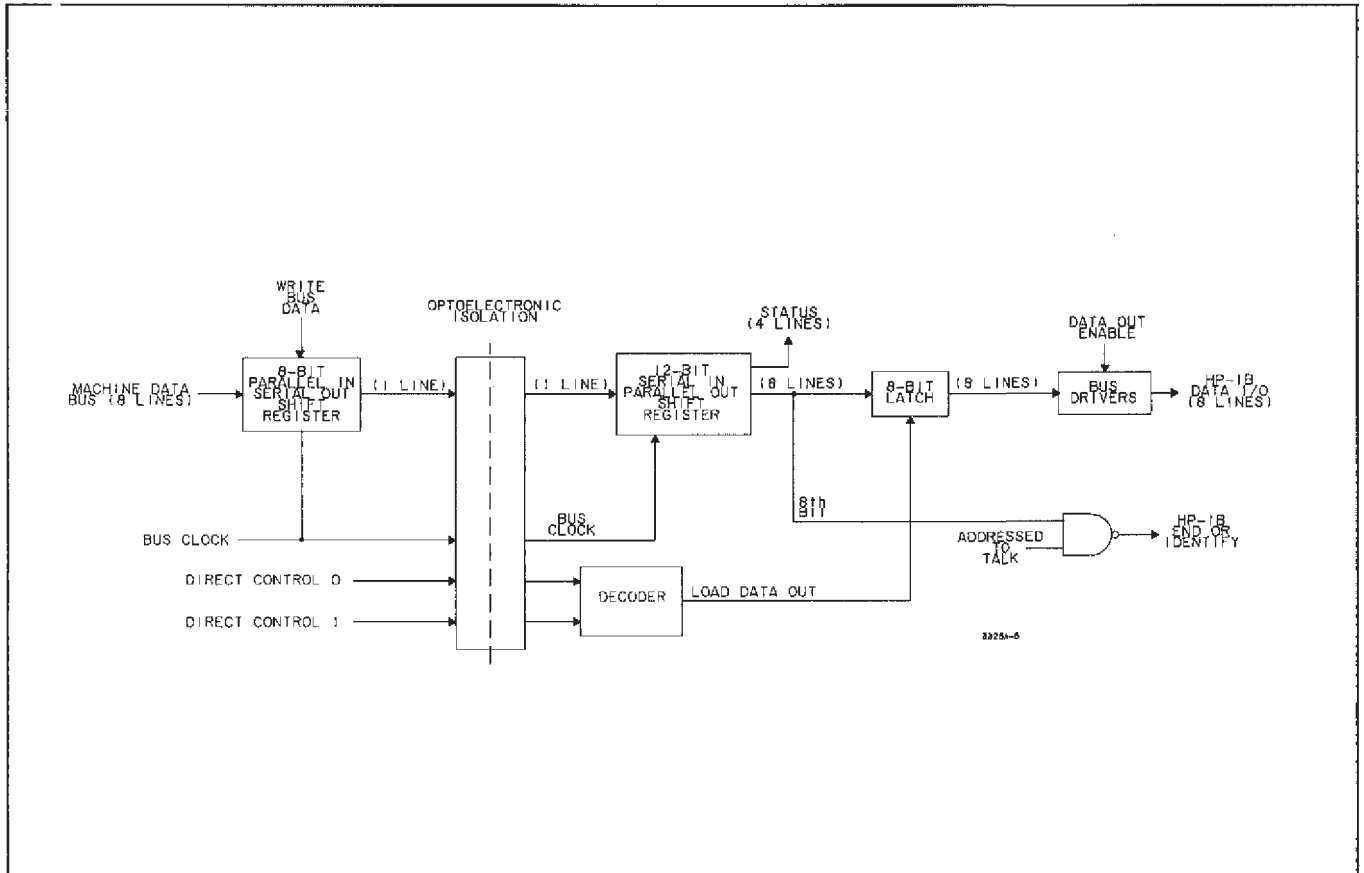 WRITE
BUS
DATA
OPTOELECTRONIC
ISOLATION
STATUS
(4 LINES)
DATA OUT
ENABLE
MACHINE DATA
BUS (8 LINES)
8-BIT
PARALLEL IN
SERIAL OUT
SHIFT
REGISTER
(1 LINE)
(1 LINE)
12-BIT
SERIAL IN
PARALLEL OUT
SHIFT
REGISTER
(8 LINES)
8-BIT
LATCH
(8 LINES)
BUS
DRIVERS
HP-IB
DATA I/O
(8 LINES)
8th
BIT
BUS CLOCK
BUS
CLOCK
ADDRESSED
TO
TALK
HP-IB
END OR
IDENTIFY
DIRECT CONTROL 0
DECODER
LOAD DATA OUT
DIRECT CONTROL 1